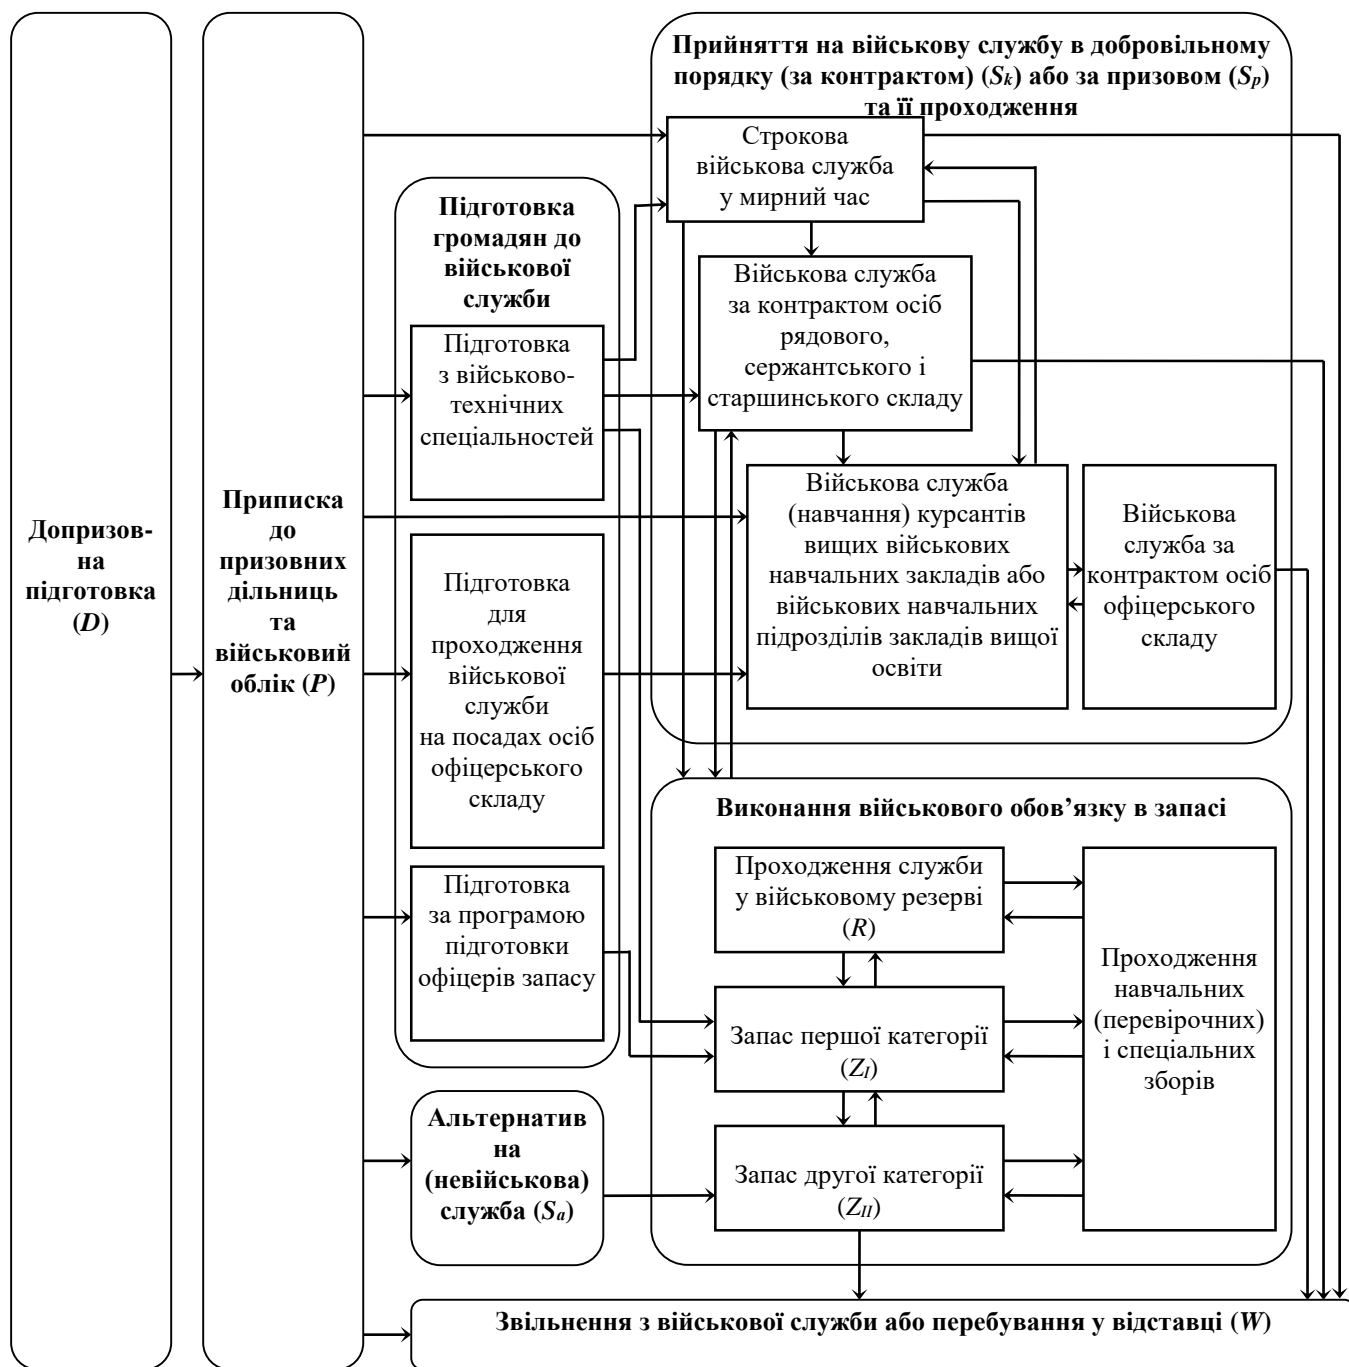 Допризов-
на
підготовка
(D)
Приписка
до
призовних
дільниць
та
військовий
облік (P)
Підготовка
громадян до
військової
служби
Підготовка
з військово-
технічних
спеціальностей
Підготовка
для
проходження
військової
служби
на посадах осіб
офіцерського
складу
Підготовка
за програмою
підготовки
офіцерів запасу
Альтернатив
на
(невійськова)
служба (Sa)
Прийняття на військову службу в добровільному
порядку (за контрактом) (Sk) або за призовом (Sp)
та її проходження
Строкова
військова служба
у мирний час
Військова служба
за контрактом осіб
рядового,
сержантського і
старшинського складу
Військова служба
(навчання) курсантів
вищих військових
навчальних закладів або
військових навчальних
підрозділів закладів вищої
освіти
Військова
служба за
контрактом осіб
офіцерського
складу
Виконання військового обов’язку в запасі
Проходження служби
у військовому резерві
(R)
Запас першої категорії
(ZI)
Запас другої категорії
(ZII)
Проходження
навчальних
(перевірочних)
і спеціальних
зборів
Звільнення з військової служби або перебування у відставці (W)